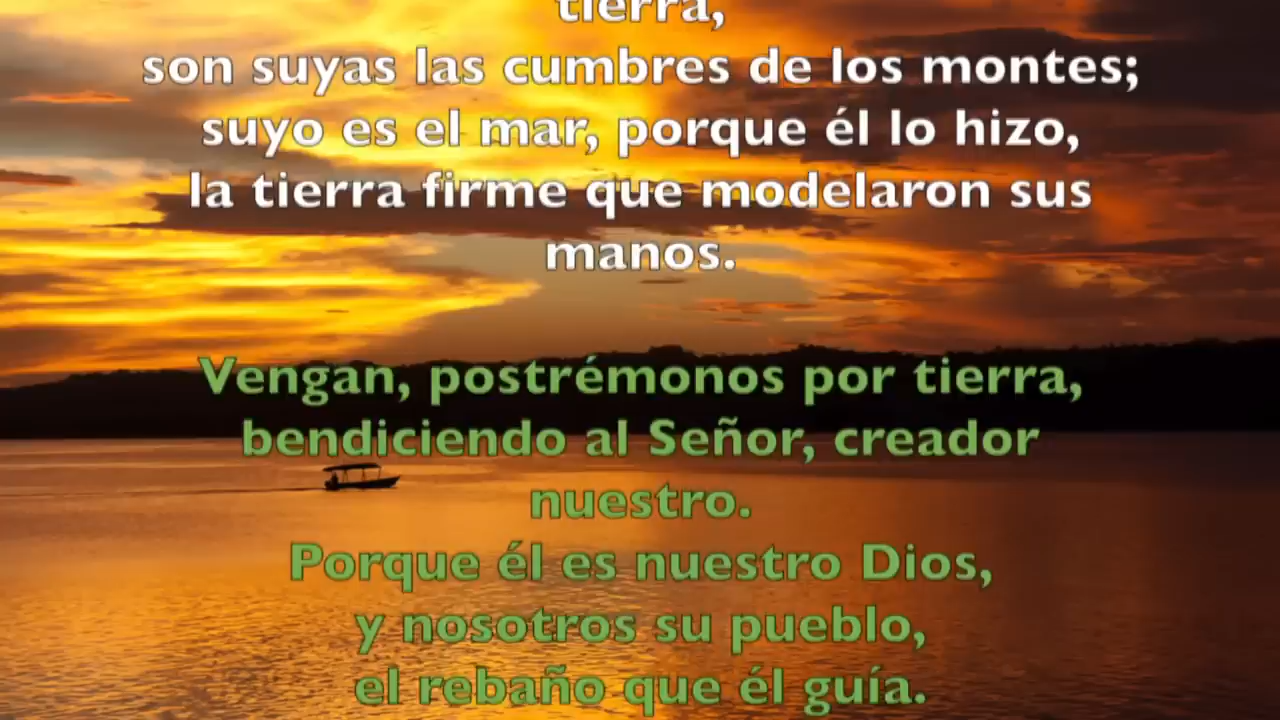 tierra,
son suyas las cumbres de los montes;
suyo es el mar, porque él lo hizo,
la tierra firme que modelaron sus
manos.
Vengan, postrémonos por tierra,
bendiciendo al Señor, creador
nuestro.
Porque él es nuestro Dios,
y nosotros su pueblo,
el rebaño que él guía.